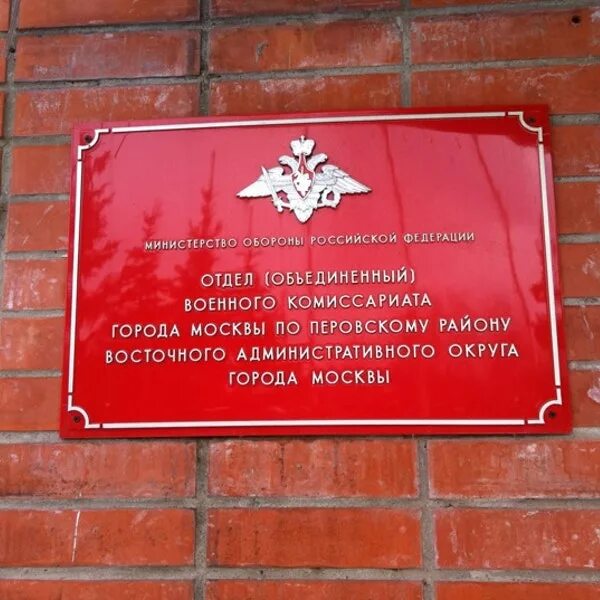 МИНИСТЕРСТВО ОБОРОНЫ РОССИЙСКОЙ ФЕДЕРАЦИИ
ОТДЕЛ (ОБЪЕДИНЕННЫЙ)
ВОЕННОГО КОМИССАРИАТА
ГОРОДА МОСКВЫ ПО ПЕРОВСКОМУ РАЙОНУ
ВОСТОЧНОГО АДМИНИСТРАТИВНОГО ОКРУГА
ГОРОДА МОСКВЫ